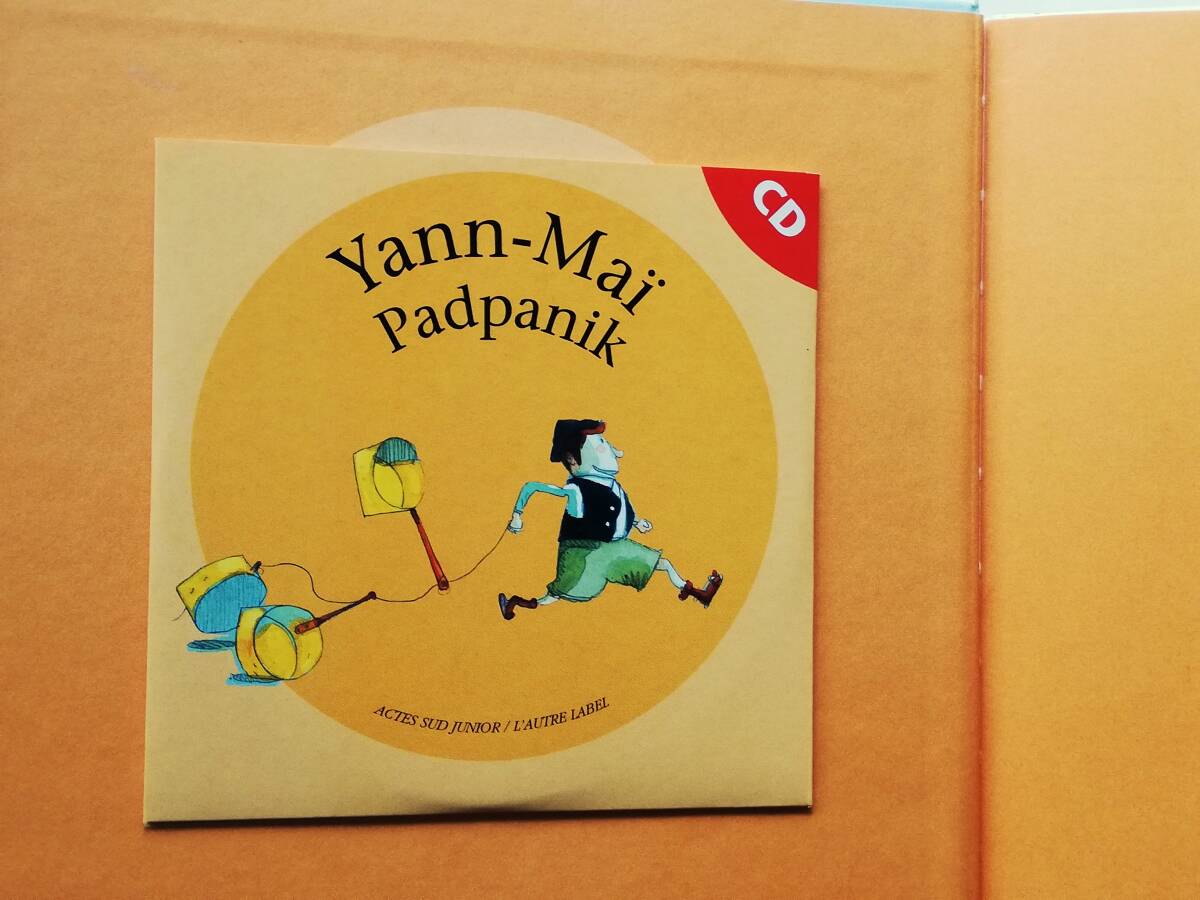 CD
Yann-Maï
Padpanik
ACTES SUD JUNIOR / L'AUTRE LABEL